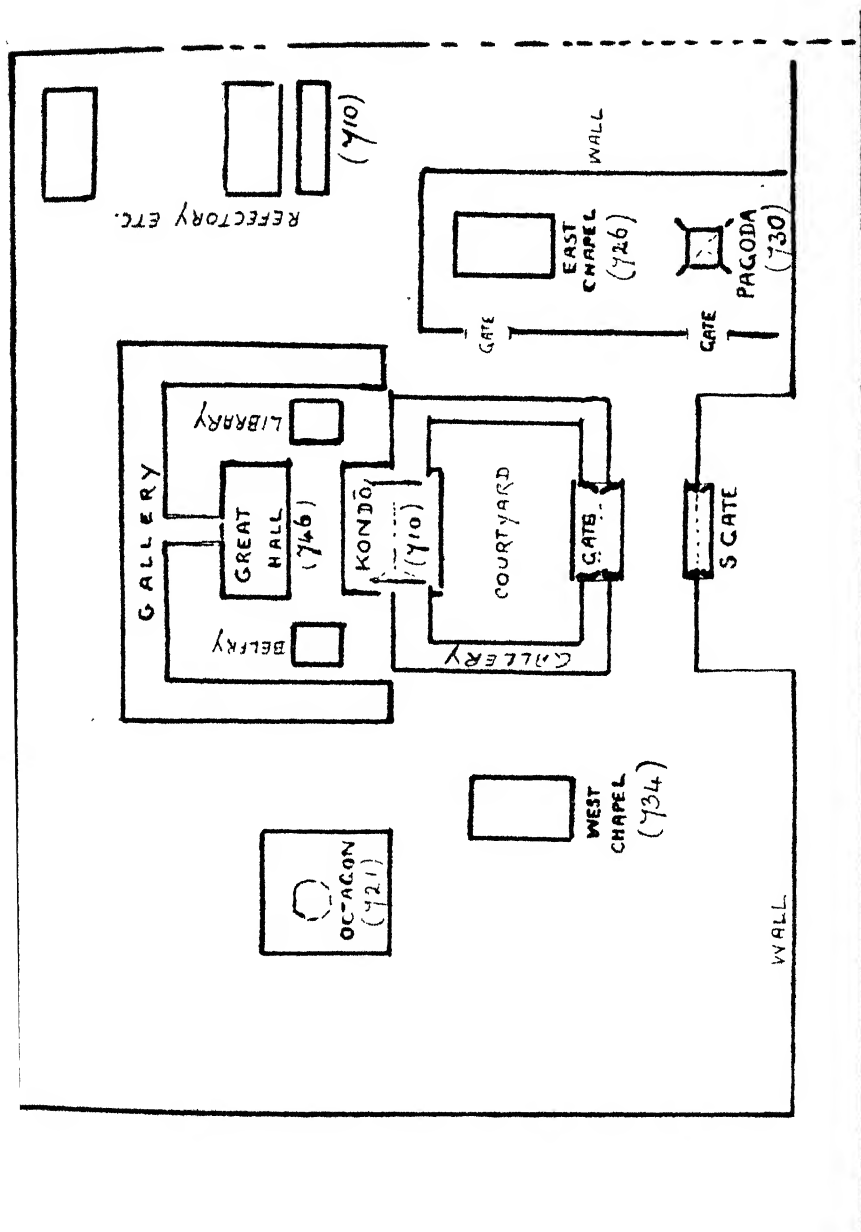 REFECTORY ETC.
(710)
WALL
EAST
CHAPEL
(726)
PAGODA
(730)
GATE
GATE
GALLERY
LIBRARY
GREAT
HALL
(746)
KONDŌ
(710)
BELFRY
COURTYARD
GATE
GALLERY
S GATE
OCTAGON
(721)
WEST
CHAPEL
(734)
WALL